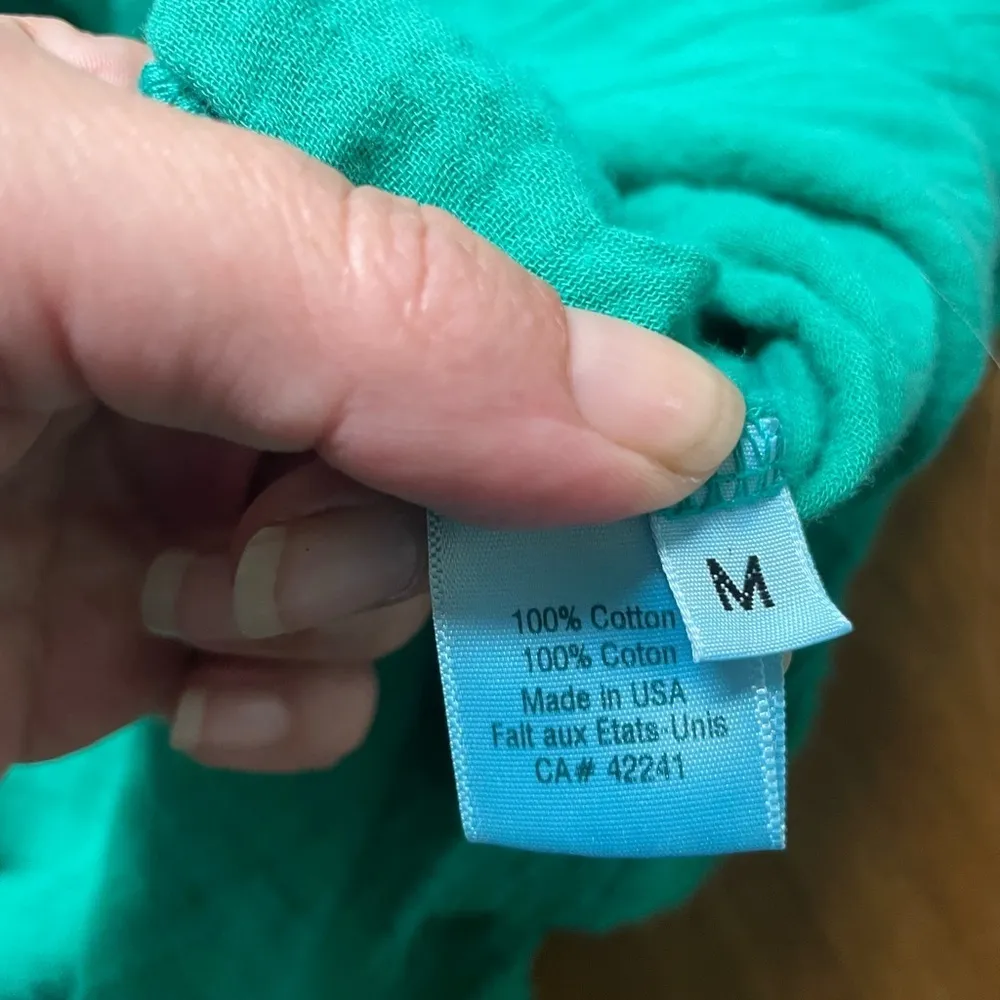 M
100% Cotton
100% Coton
Made in USA
Fait aux Etats-Unis
CA# 42241